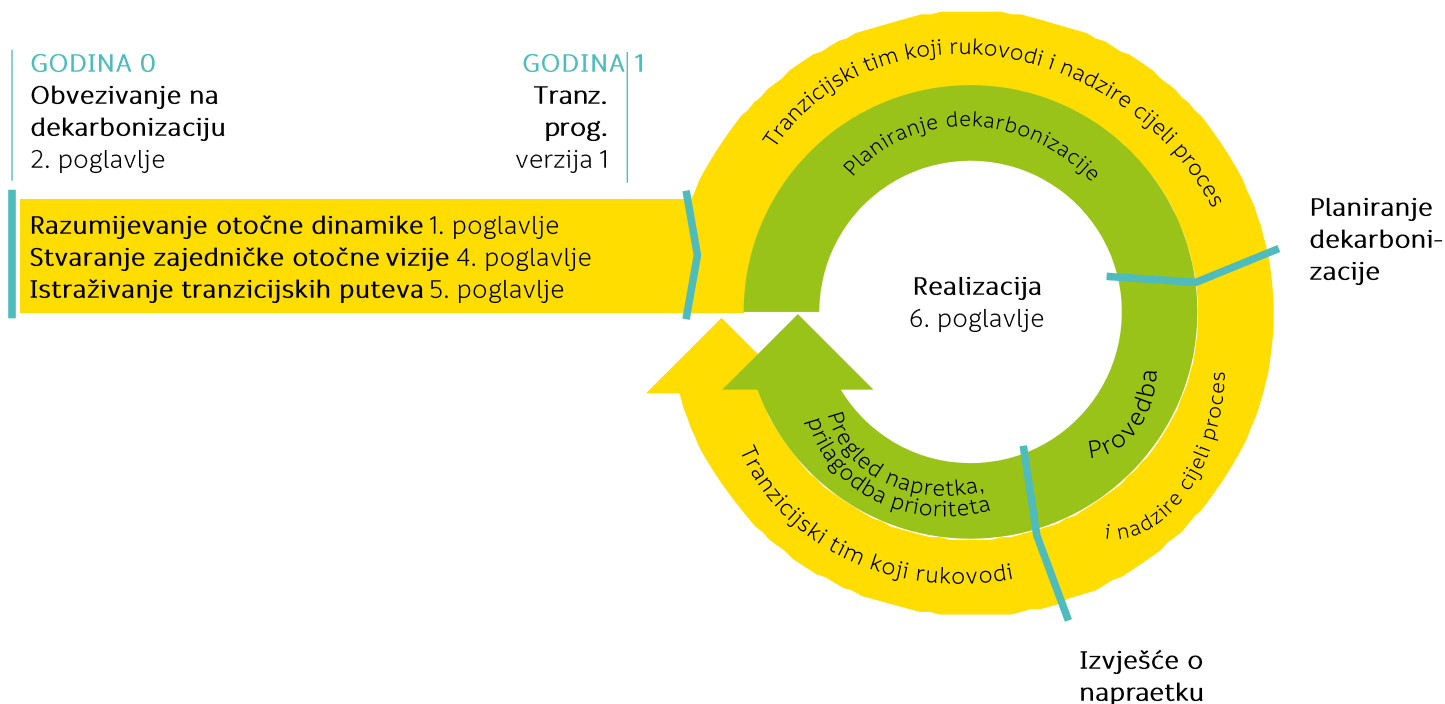 GODINA 0
Obvezivanje na
dekarbonizaciju
2. poglavlje
GODINA 1
Tranz.
prog.
verzija 1
Razumijevanje otočne dinamike 1. poglavlje
Stvaranje zajedničke otočne vizije 4. poglavlje
Istraživanje tranzicijskih puteva 5. poglavlje
Tranzicijski tim koji rukovodi i nadzire cijeli proces
Planiranje dekarbonizacije
Realizacija
6. poglavlje
Planiranje
dekarboni-
zacije
Provedba
Pregled napretka,
prilagodba prioriteta
Tranzicijski tim koji rukovodi
i nadzire cijeli proces
Izvješće o
napraetku